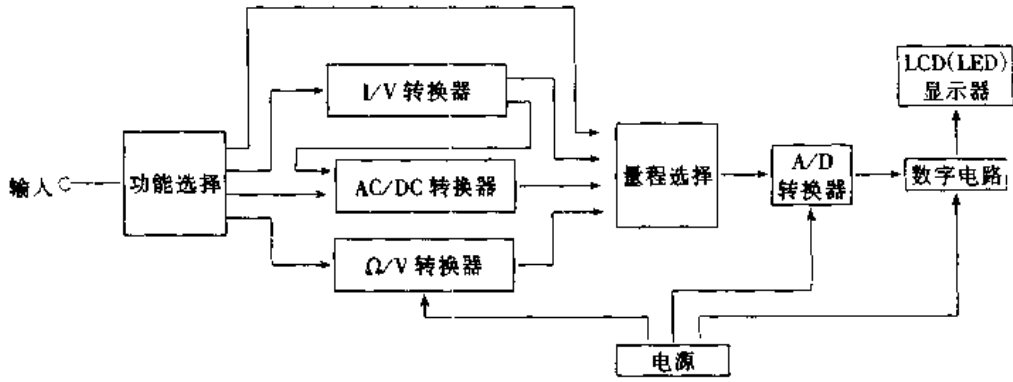 LCD(LED)
显示器
I/V 转换器
输人
功能选择
AC/DC 转换器
量程选择
A/D
转换器
数字电路
Ω/V 转换器
电源